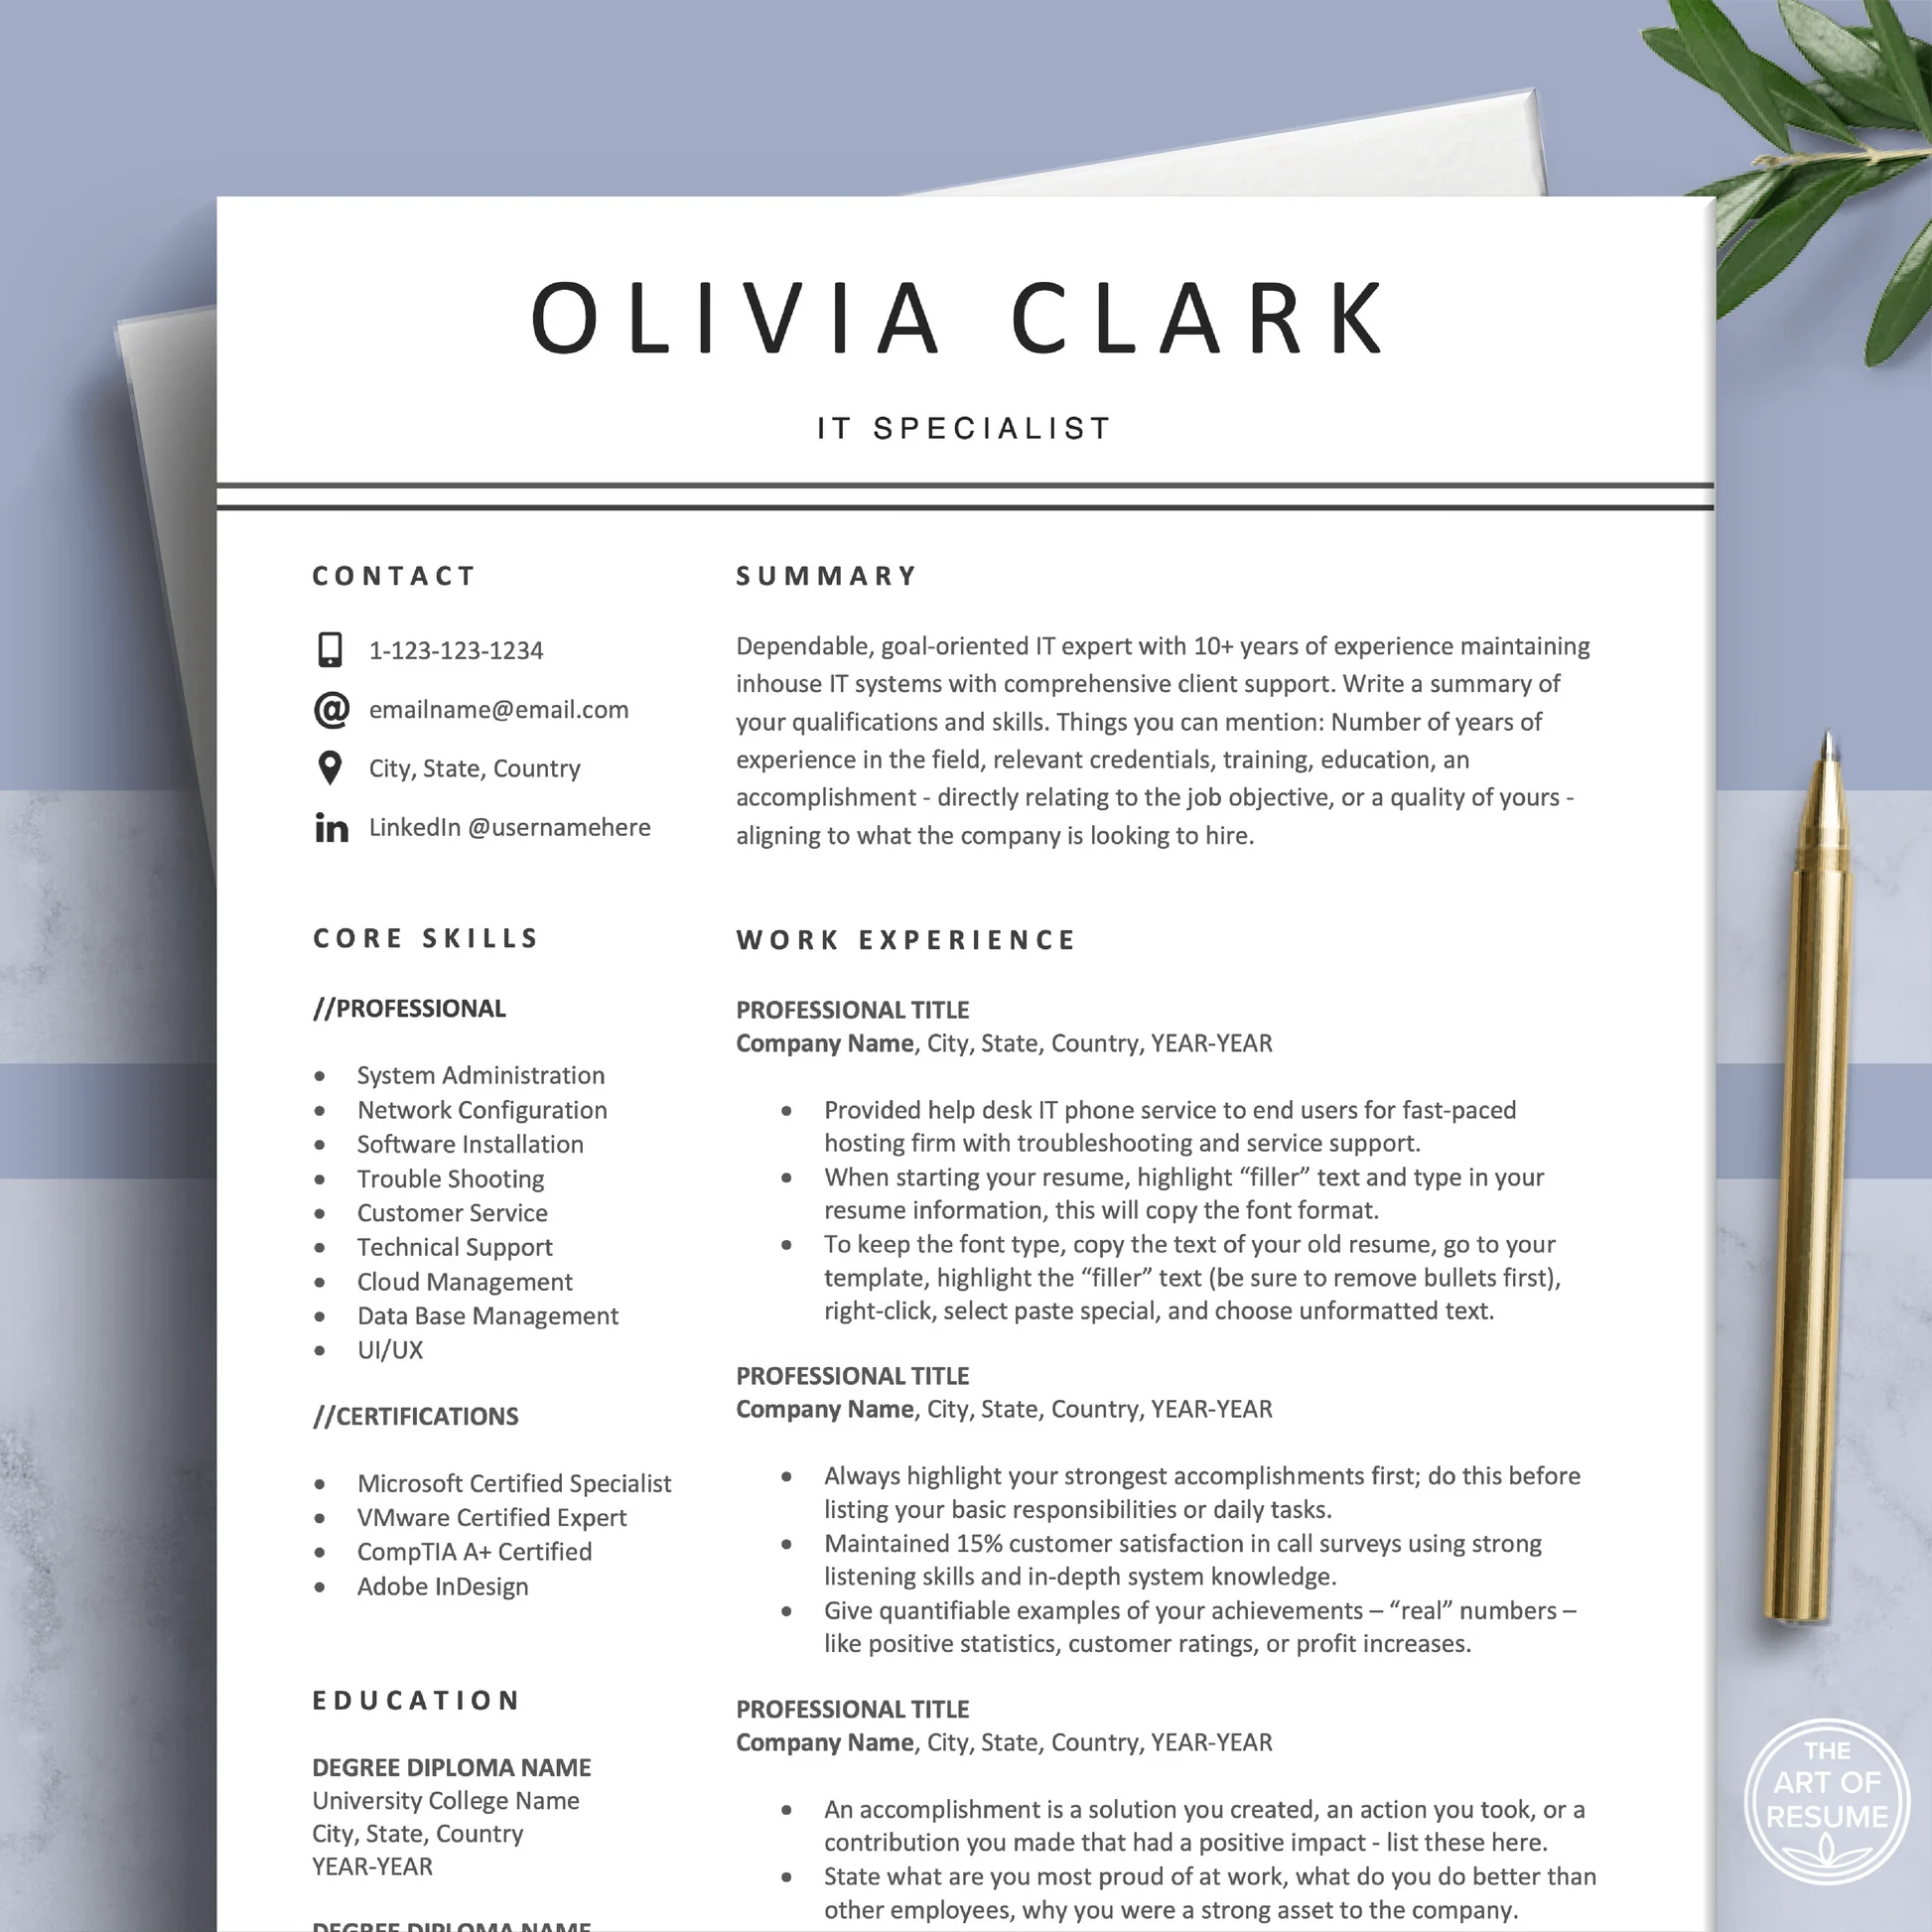 OLIVIA CLARK
IT SPECIALIST
CONTACT
1-123-123-1234
emailname@email.com
City, State, Country
in LinkedIn @usernamehere
CORE SKILLS
//PROFESSIONAL
• System Administration
• Network Configuration
• Software Installation
• Trouble Shooting
• Customer Service
• Technical Support
• Cloud Management
• Data Base Management
• UI/UX
//CERTIFICATIONS
• Microsoft Certified Specialist
• VMware Certified Expert
• CompTIA A+ Certified
• Adobe InDesign
EDUCATION
DEGREE DIPLOMA NAME
University College Name
City, State, Country
YEAR-YEAR
DEGREE DIPLOMA NAME
SUMMARY
Dependable, goal-oriented IT expert with 10+ years of experience maintaining
inhouse IT systems with comprehensive client support. Write a summary of
your qualifications and skills. Things you can mention: Number of years of
experience in the field, relevant credentials, training, education, an
accomplishment - directly relating to the job objective, or a quality of yours -
aligning to what the company is looking to hire.
WORK EXPERIENCE
PROFESSIONAL TITLE
Company Name, City, State, Country, YEAR-YEAR
• Provided help desk IT phone service to end users for fast-paced
hosting firm with troubleshooting and service support.
• When starting your resume, highlight “filler” text and type in your
resume information, this will copy the font format.
• To keep the font type, copy the text of your old resume, go to your
template, highlight the “filler” text (be sure to remove bullets first),
right-click, select paste special, and choose unformatted text.
PROFESSIONAL TITLE
Company Name, City, State, Country, YEAR-YEAR
• Always highlight your strongest accomplishments first; do this before
listing your basic responsibilities or daily tasks.
• Maintained 15% customer satisfaction in call surveys using strong
listening skills and in-depth system knowledge.
• Give quantifiable examples of your achievements – “real” numbers –
like positive statistics, customer ratings, or profit increases.
PROFESSIONAL TITLE
Company Name, City, State, Country, YEAR-YEAR
• An accomplishment is a solution you created, an action you took, or a
contribution you made that had a positive impact - list these here.
• State what are you most proud of at work, what do you do better than
other employees, why you were a strong asset to the company.
THE
ART OF
RESUME